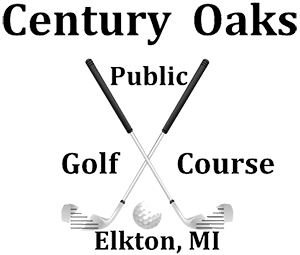 Century Oaks
Public
Golf Course
Elkton, MI